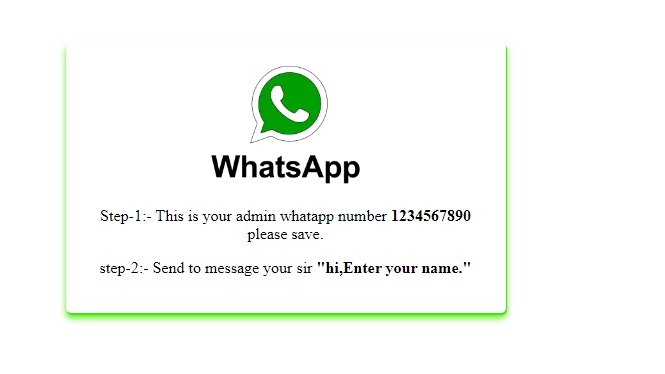 WhatsApp
Step-1:- This is your admin whatapp number 1234567890
please save.
step-2:- Send to message your sir "hi,Enter your name."